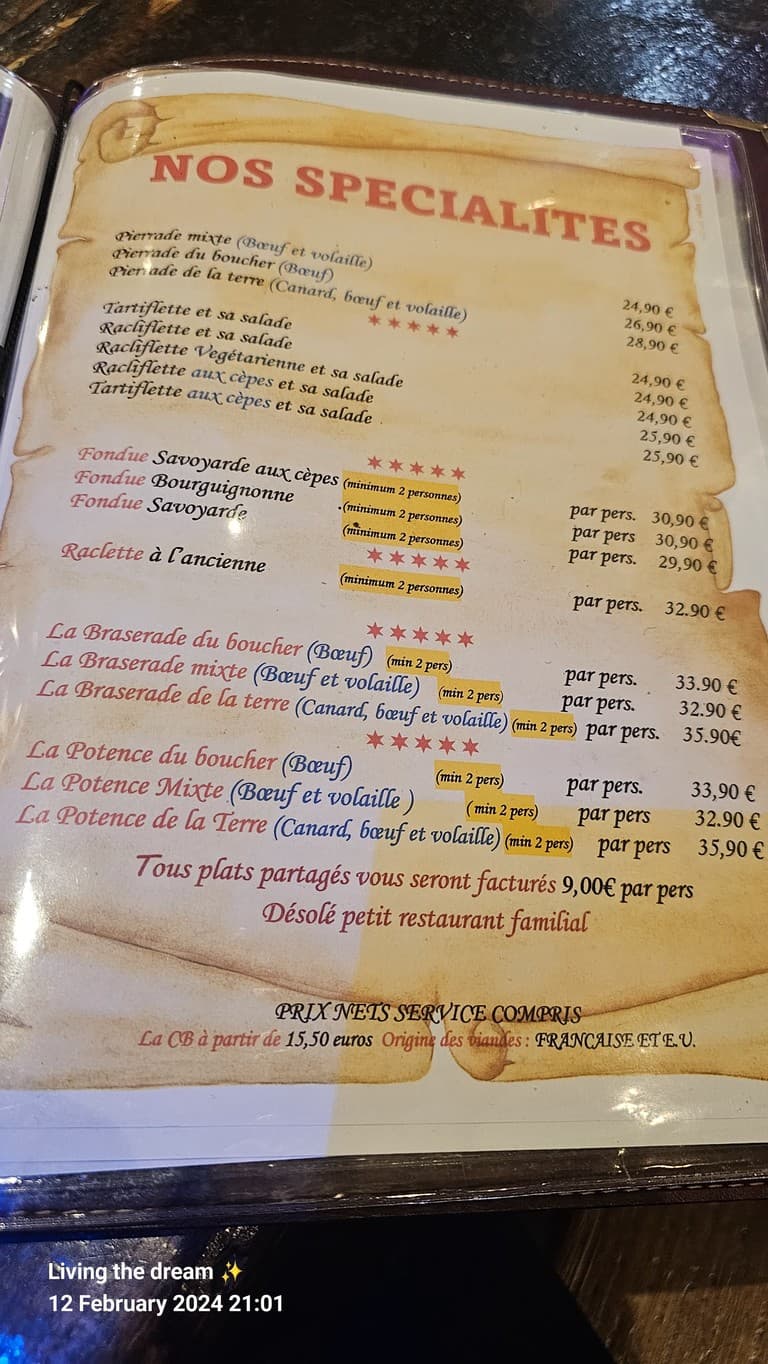 NOS SPECIALITES
Pierrade mixte (Bœuf et volaille) 24,90 €
Pierrade du boucher (Bœuf) 26,90 €
Pierrade de la terre (Canard, bœuf et volaille) 28,90 €
Tartiflette et sa salade 24,90 €
Racliflette et sa salade 24,90 €
Racliflette Vegétarienne et sa salade 24,90 €
Racliflette aux cèpes et sa salade 25,90 €
Tartiflette aux cèpes et sa salade 25,90 €
Fondue Savoyarde aux cèpes (minimum 2 personnes) par pers. 30,90 €
Fondue Bourguignonne (minimum 2 personnes) par pers 30,90 €
Fondue Savoyarde (minimum 2 personnes) par pers. 29,90 €
Raclette à l'ancienne (minimum 2 personnes) par pers. 32.90 €
La Braserade du boucher (Bœuf) (min 2 pers) par pers. 33.90 €
La Braserade mixte (Bœuf et volaille) (min 2 pers) par pers. 32.90 €
La Braserade de la terre (Canard, bœuf et volaille) (min 2 pers) par pers. 35.90€
La Potence du boucher (Bœuf) (min 2 pers) par pers. 33,90 €
La Potence Mixte (Bœuf et volaille ) ( min 2 pers) par pers 32.90 €
La Potence de la Terre (Canard, bœuf et volaille) (min 2 pers) par pers 35,90 €
Tous plats partagés vous seront facturés 9,00€ par pers
Désolé petit restaurant familial
PRIX NETS SERVICE COMPRIS
La CB à partir de 15,50 euros Origine des viandes : FRANCAISE ET E.U.
Living the dream ✨
12 February 2024 21:01